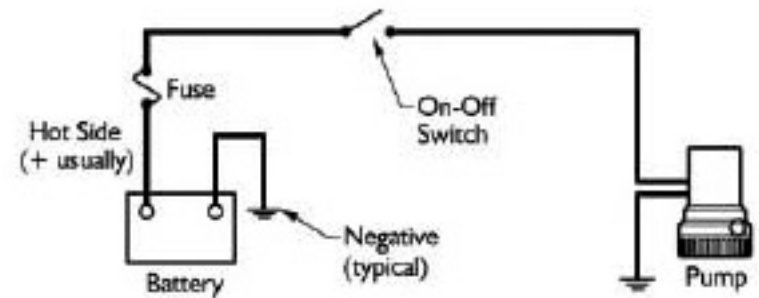 Fuse
On-Off
Switch
Hot Side
(+ usually)
Negative
(typical)
Battery
Pump